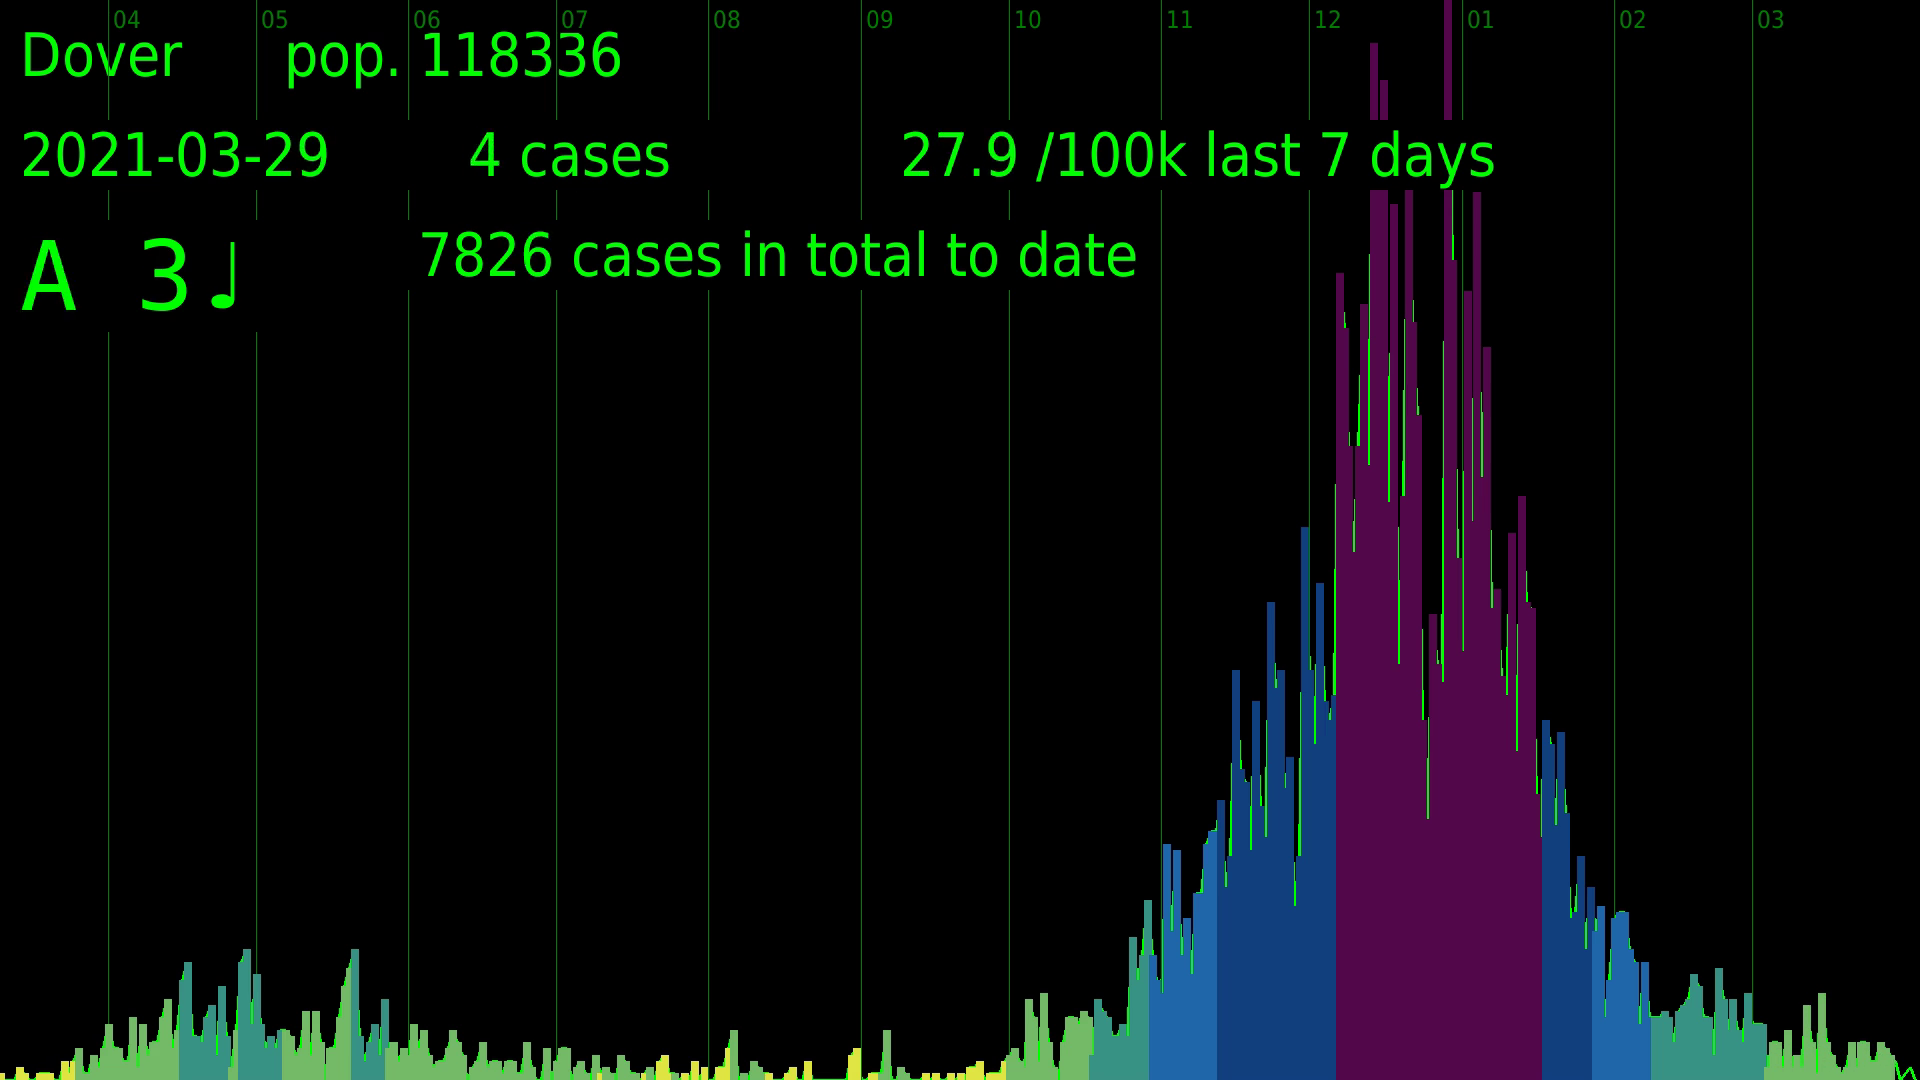 04 05 06 07 08 09 10 11 12 01 02 03
Dover pop. 118336
2021-03-29 4 cases 27.9 /100k last 7 days
A 3♩ 7826 cases in total to date